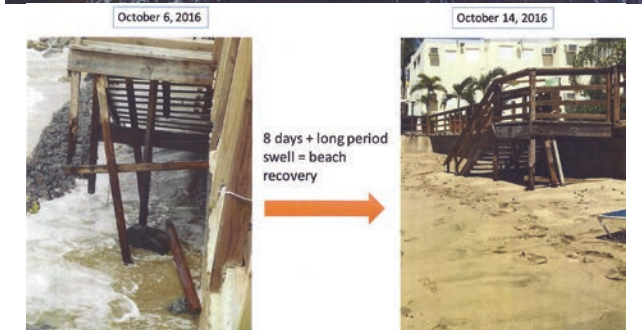 October 6, 2016
October 14, 2016
8 days + long period
swell = beach
recovery